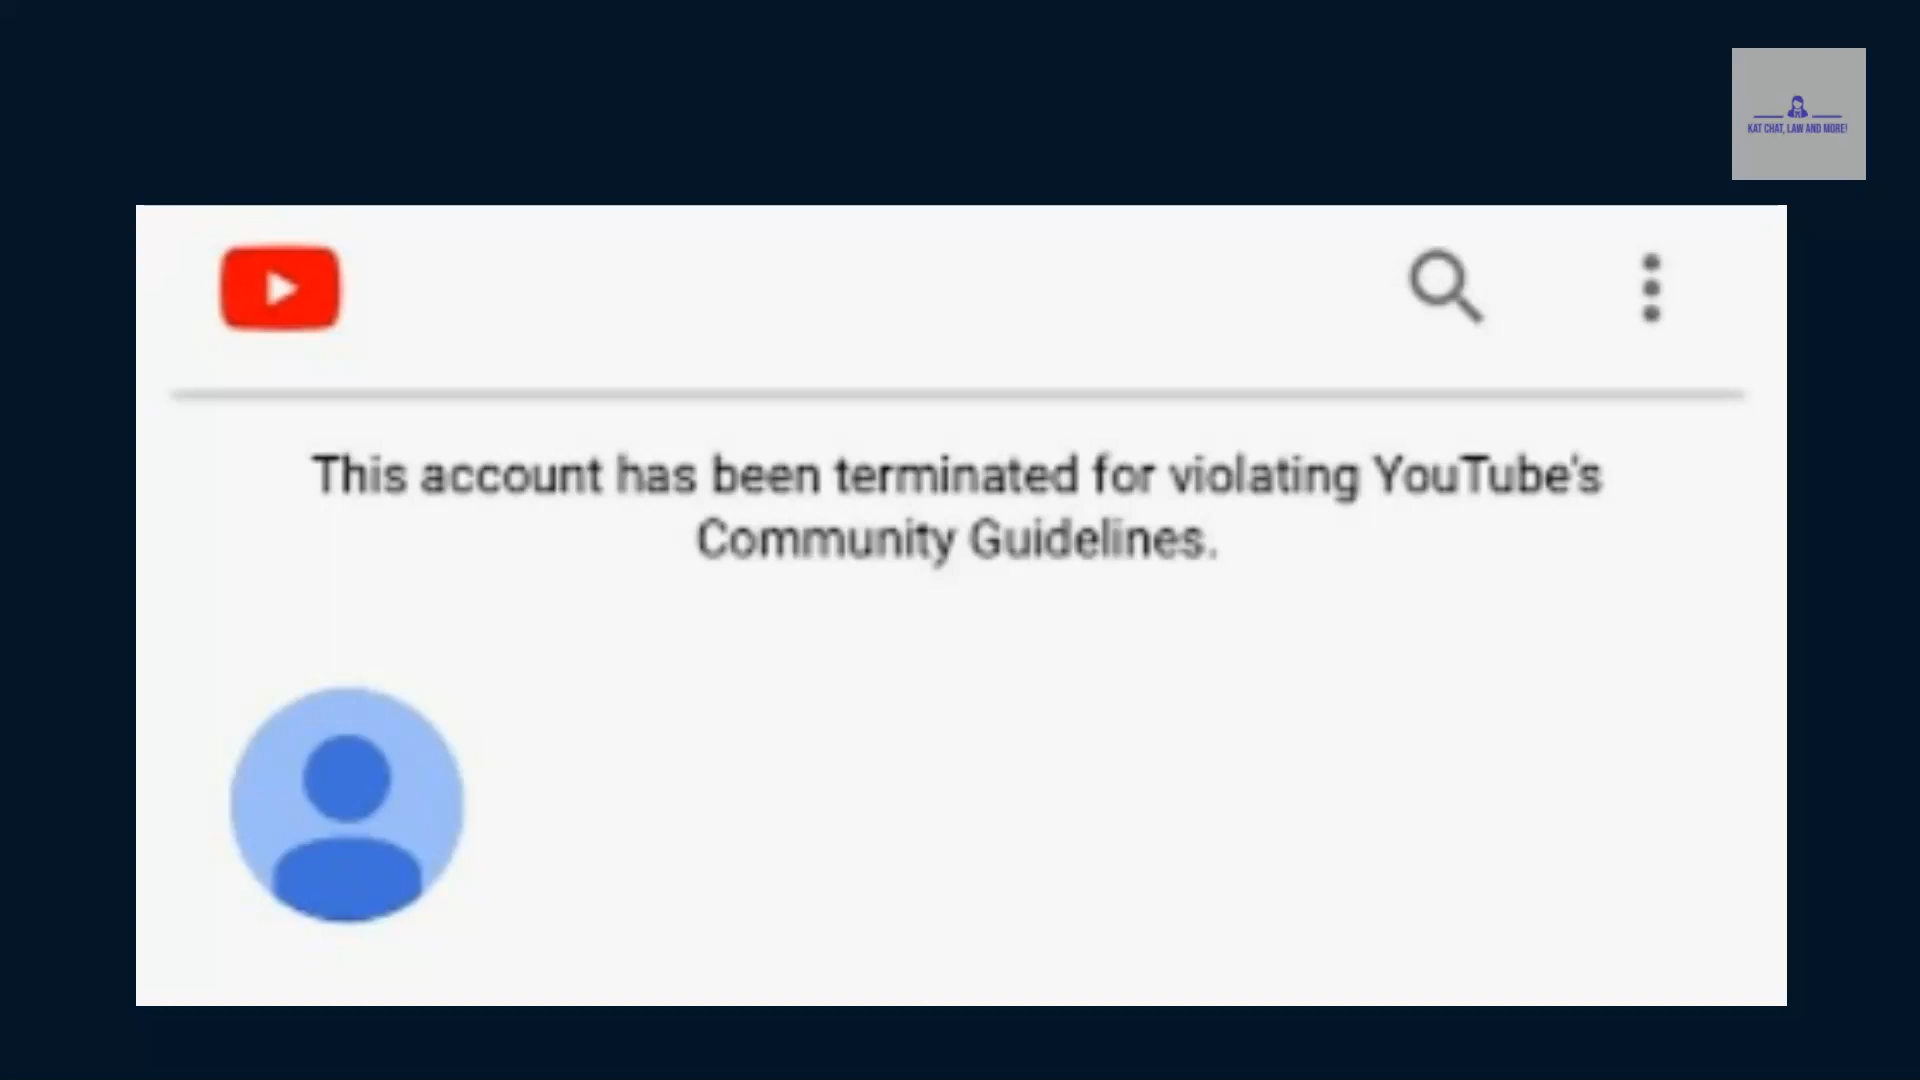 KAT CHAT, LAW AND MORE!
This account has been terminated for violating YouTube's
Community Guidelines.